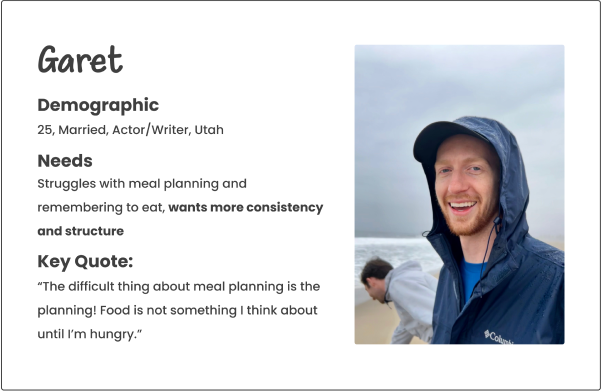 Garet
Demographic
25, Married, Actor/Writer, Utah
Needs
Struggles with meal planning and
remembering to eat, wants more consistency
and structure
Key Quote:
“The difficult thing about meal planning is the
planning! Food is not something I think about
until I’m hungry.”